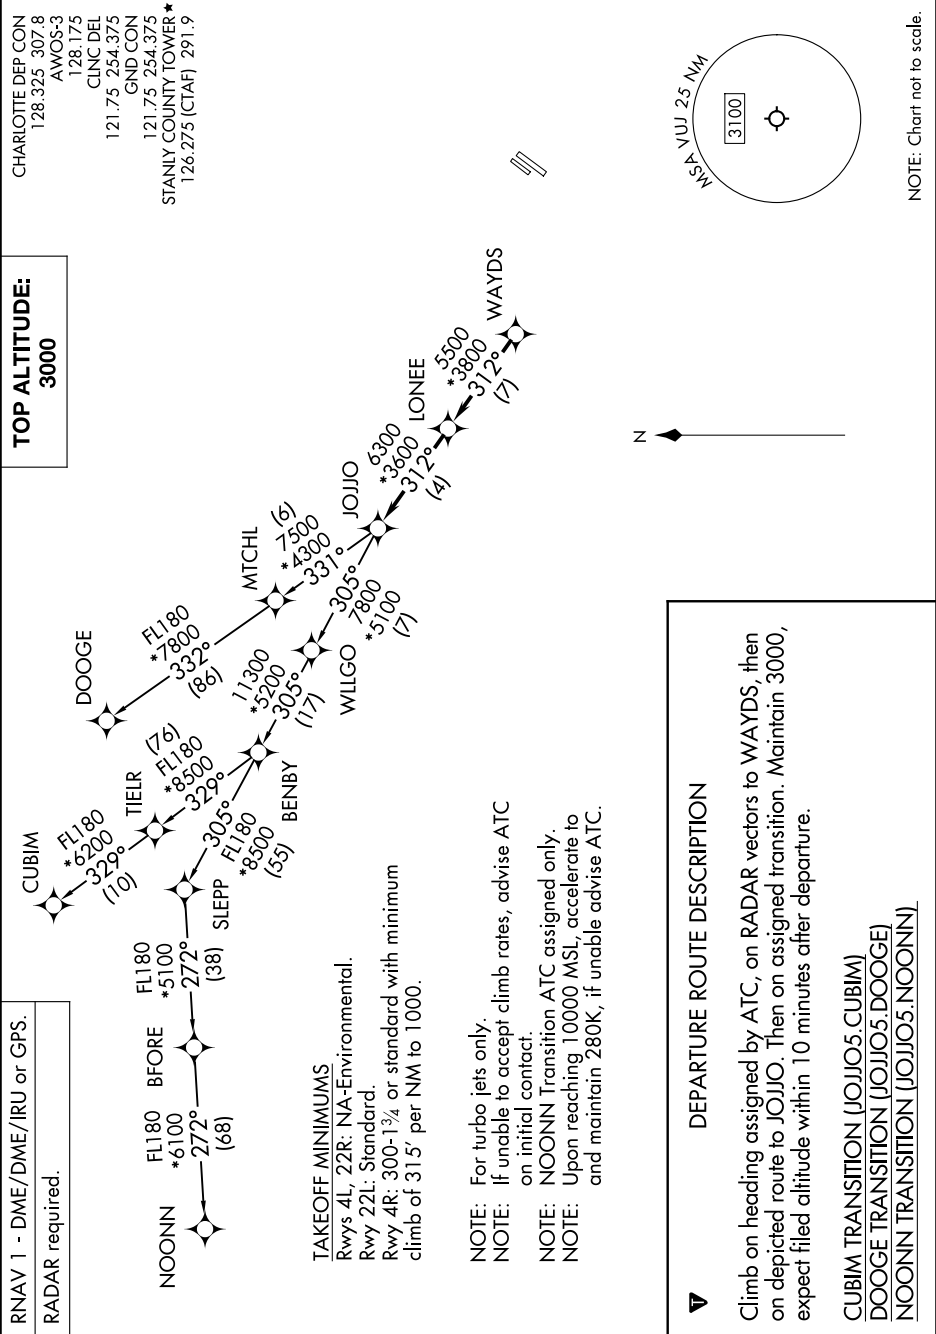 RNAV 1 - DME/DME/IRU or GPS.
RADAR required.
TOP ALTITUDE:
3000
CHARLOTTE DEP CON
128.325 307.8
AWOS-3
128.175
CLNC DEL
121.75 254.375
GND CON
121.75 254.375
STANLY COUNTY TOWER★
126.275 (CTAF) 291.9
CUBIM
FL180
*6200
329°
(10)
TIELR
(76)
FL180
*8500
329°
DOOGE
FL180
*7800
332°
(86)
MTCHL
(6)
7500
*4300
331°
JOJJO
6300
*3600
312°
(4)
LONEE
5500
*3800
312°
(7)
WAYDS
NOONN
FL180
*6100
272°
(68)
BFORE
FL180
*5100
272°
(38)
SLEPP
305°
FL180
*8500
(55)
BENBY
11300
*5200
305°
(17)
WLLGO
305°
7800
*5100
(7)
TAKEOFF MINIMUMS
Rwys 4L, 22R: NA-Environmental.
Rwy 22L: Standard.
Rwy 4R: 300-1¾ or standard with minimum
climb of 315' per NM to 1000.
NOTE: For turbo jets only.
NOTE: If unable to accept climb rates, advise ATC
on initial contact.
NOTE: NOONN Transition ATC assigned only.
NOTE: Upon reaching 10000 MSL, accelerate to
and maintain 280K, if unable advise ATC.
N
MSA VUJ 25 NM
3100
T
DEPARTURE ROUTE DESCRIPTION
Climb on heading assigned by ATC, on RADAR vectors to WAYDS, then
on depicted route to JOJJO. Then on assigned transition. Maintain 3000,
expect filed altitude within 10 minutes after departure.
CUBIM TRANSITION (JOJJO5.CUBIM)
DOOGE TRANSITION (JOJJO5.DOOGE)
NOONN TRANSITION (JOJJO5.NOONN)
NOTE: Chart not to scale.